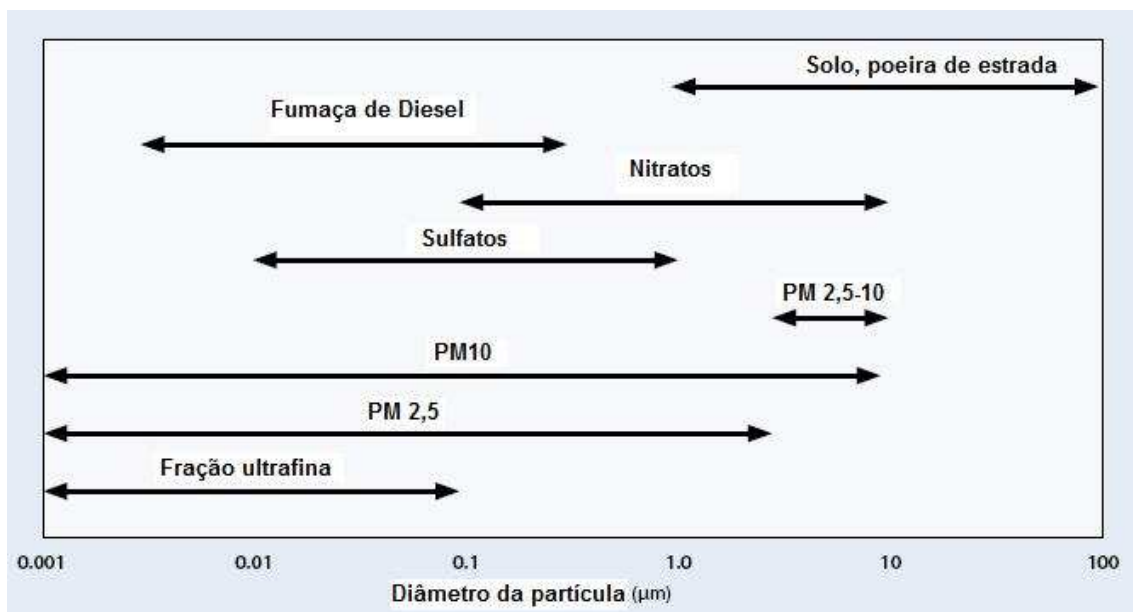 Solo, poeira de estrada
Fumaça de Diesel
Nitratos
Sulfatos
PM 2,5-10
PM10
PM 2,5
Fração ultrafina
0.001 0.01 0.1 1.0 10 100
Diâmetro da partícula (µm)